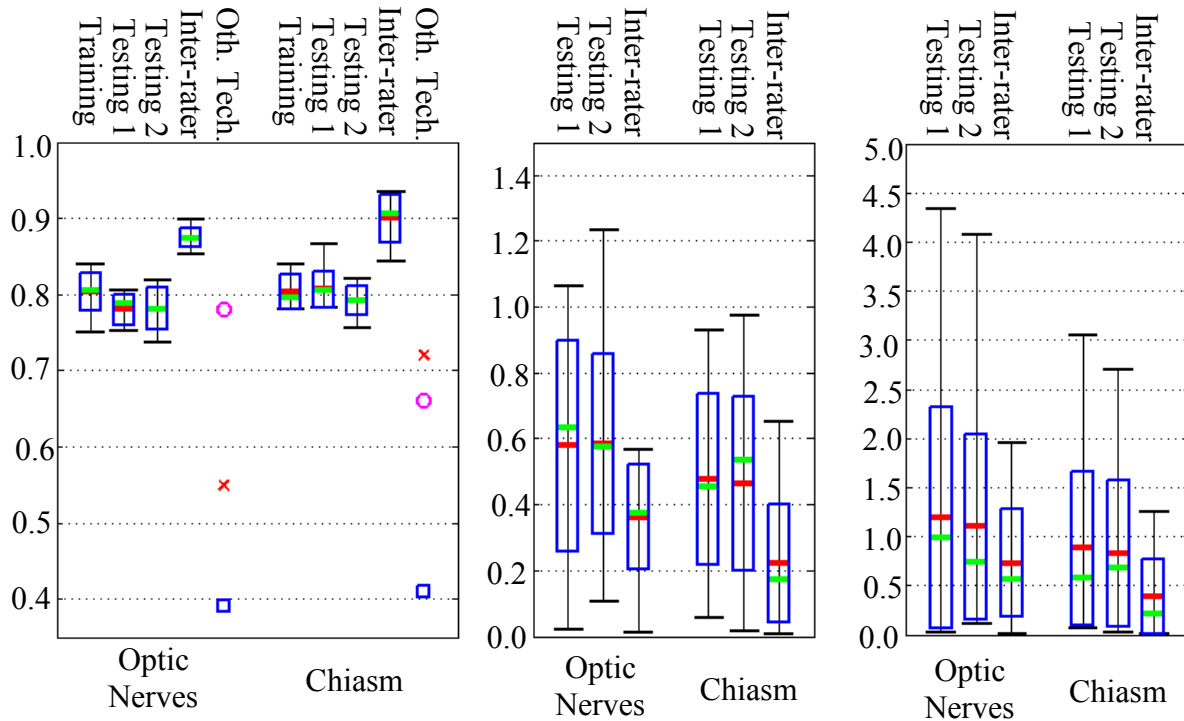 Training
Testing 1
Testing 2
Inter-rater
Oth. Tech.
Training
Testing 1
Testing 2
Inter-rater
Oth. Tech.
1.0
0.9
0.8
0.7
0.6
0.5
0.4
Optic
Nerves
Chiasm
Testing 1
Testing 2
Inter-rater
Testing 1
Testing 2
Inter-rater
1.4
1.2
1.0
0.8
0.6
0.4
0.2
0.0
Optic
Nerves
Chiasm
Testing 1
Testing 2
Inter-rater
Testing 1
Testing 2
Inter-rater
5.0
4.5
4.0
3.5
3.0
2.5
2.0
1.5
1.0
0.5
0.0
Optic
Nerves
Chiasm